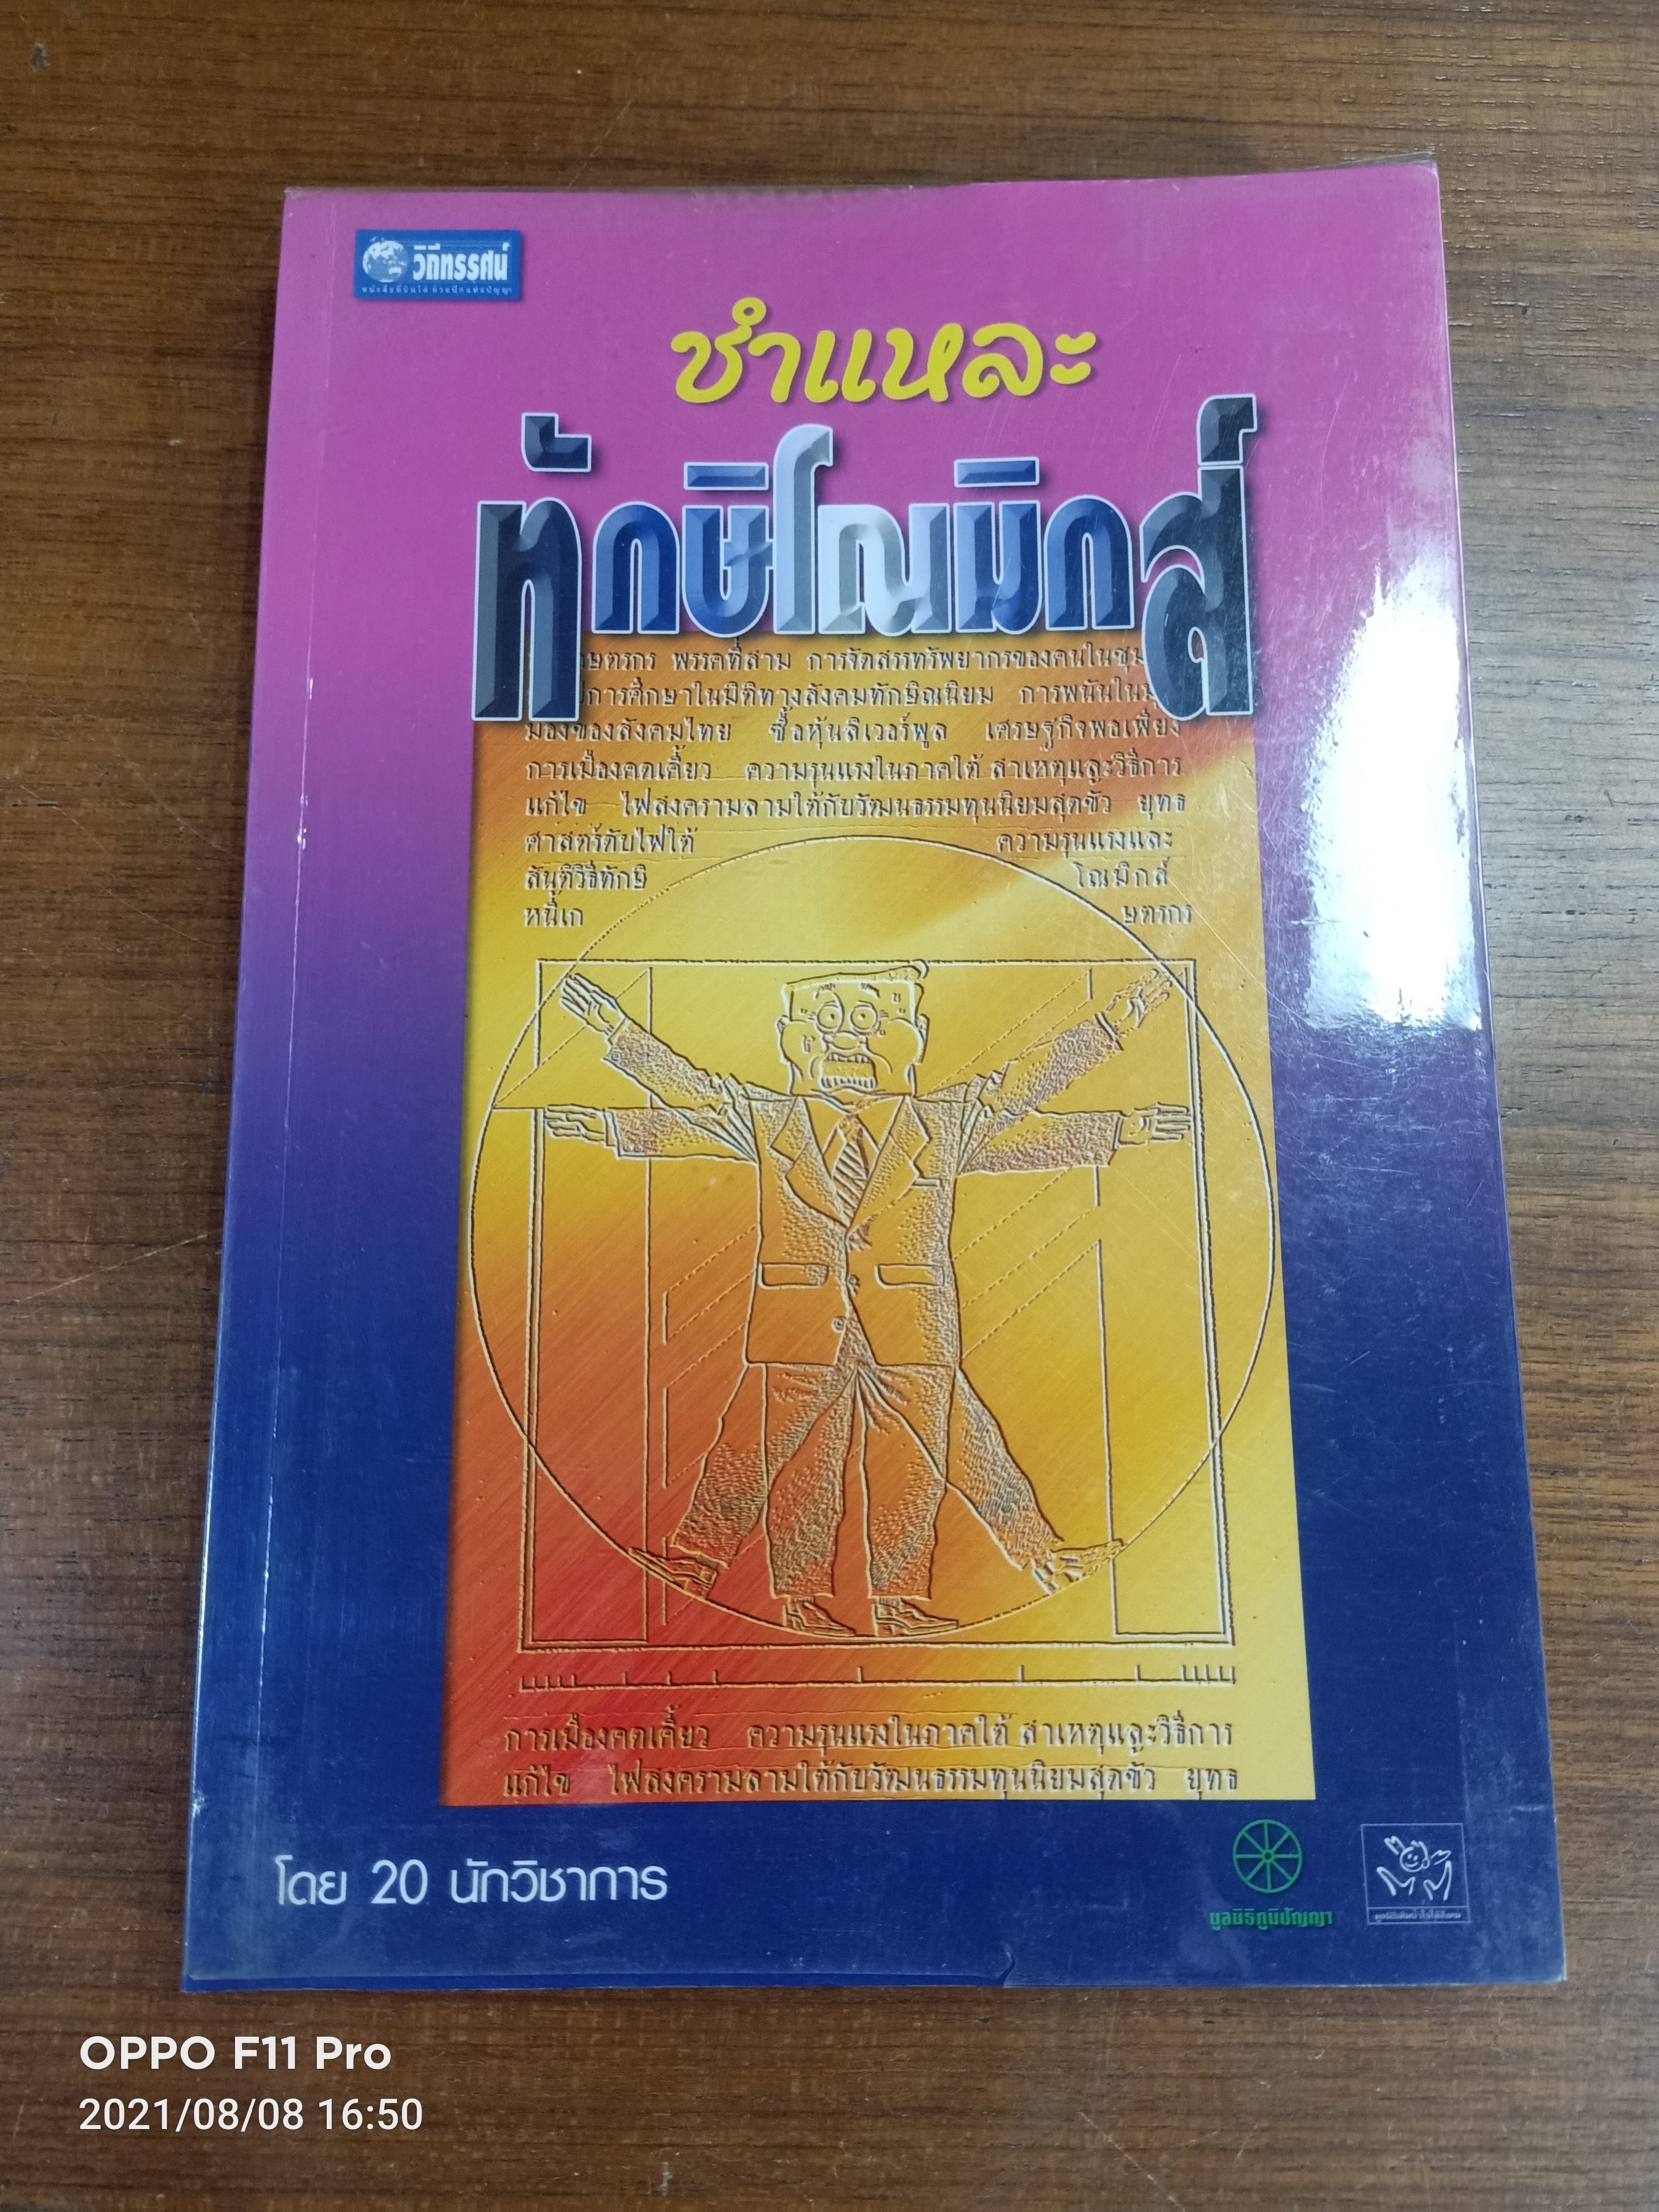 วิถีทรรศน์
ชำแหละ
ทักษิโณมิกส์
ษตรกร พรรคที่สาม การจัดสรรทรัพยากรของคนในชุม
การศึกษาในมิติทางสังคมทักษิณนิยม การพนันในมุ
มองของสังคมไทย ซื้อหุ้นลิเวอร์พูล เศรษฐกิจพอเพียง
การเมืองคดเคี้ยว ความรุนแรงในภาคใต้ สาเหตุและวิธีการ
แก้ไข ไฟสงครามลามใต้กับวัฒนธรรมทุนนิยมสุดขั้ว ยุทธ
ศาสตร์ดับไฟใต้ ความรุนแรงและ
สันติวิธีทักษิ โณมิกส์
หนี้เก ษตรกร
การเมืองคดเคี้ยว ความรุนแรงในภาคใต้ สาเหตุและวิธีการ
แก้ไข ไฟสงครามลามใต้กับวัฒนธรรมทุนนิยมสุดขั้ว ยุทธ
โดย 20 นักวิชาการ
มูลนิธิภูมิปัญญา
OPPO F11 Pro
2021/08/08 16:50